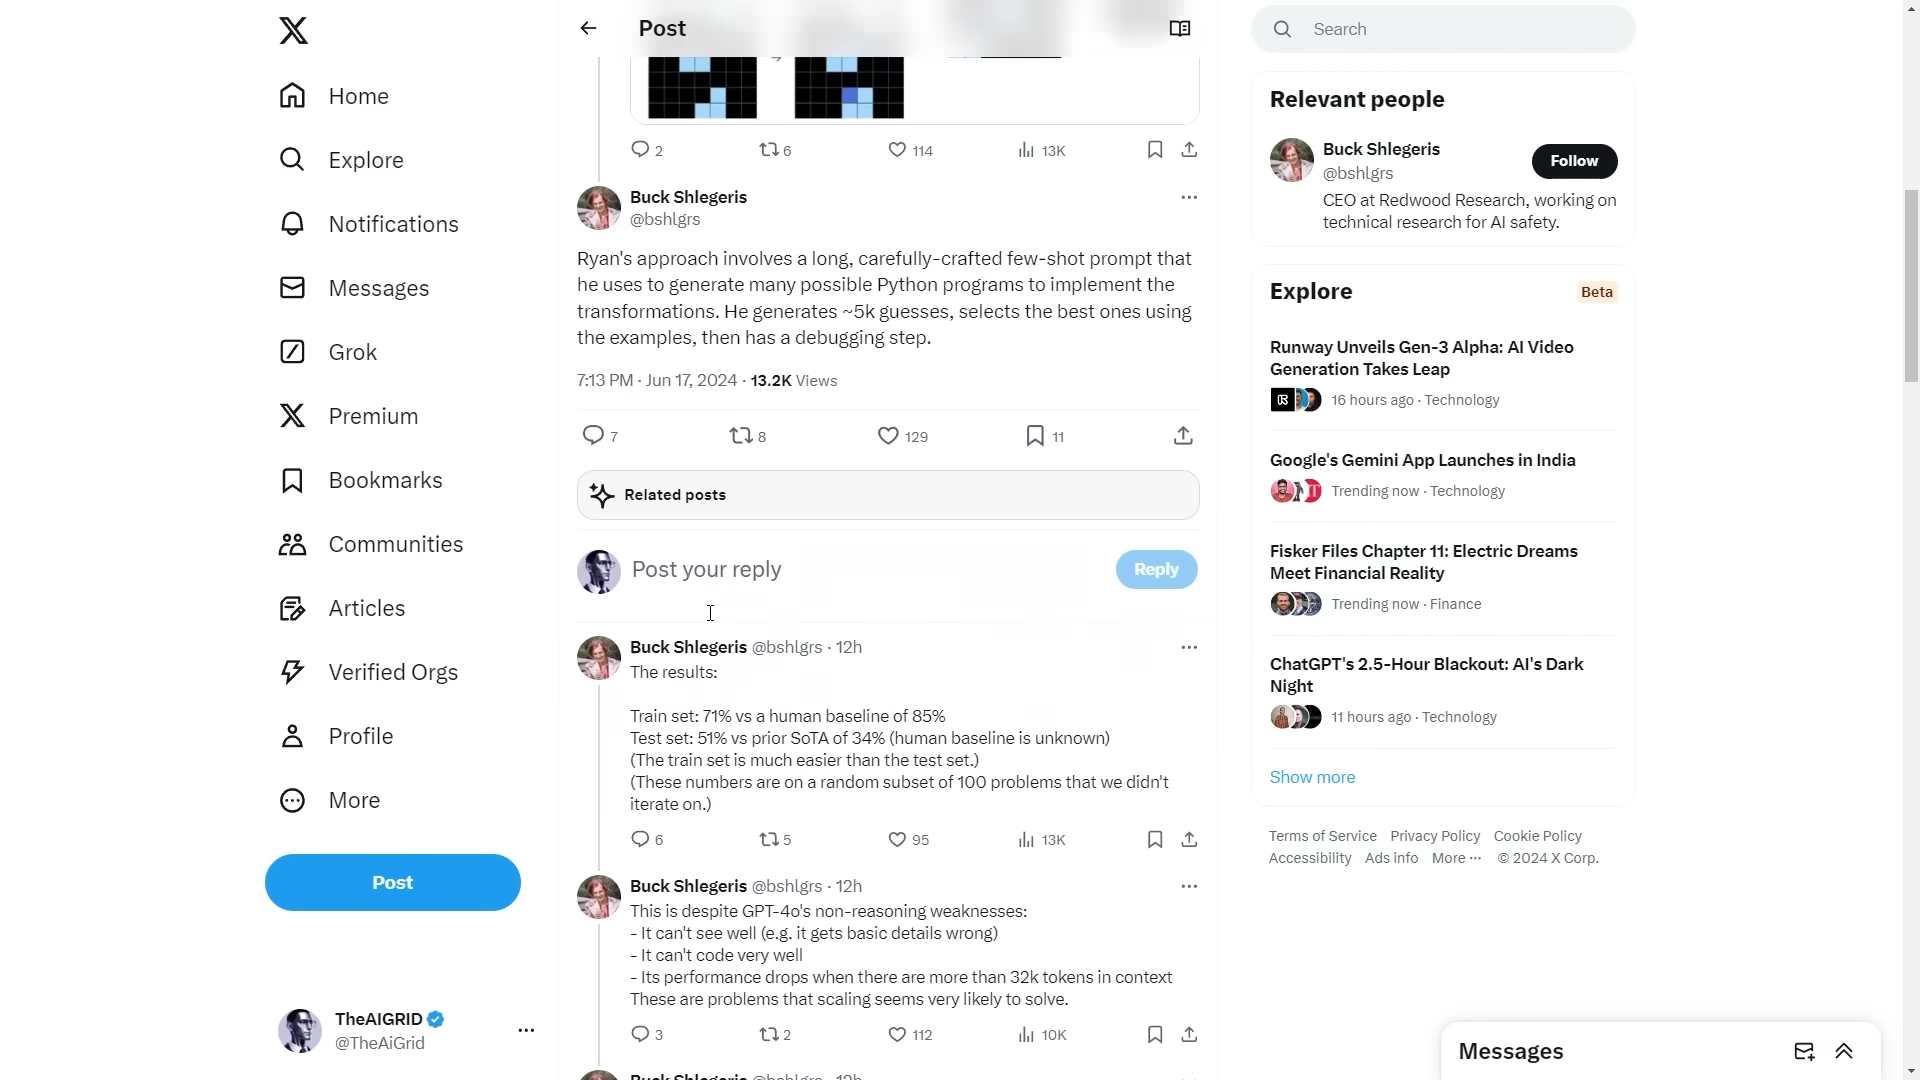 Home
Explore
Notifications
Messages
Grok
Premium
Bookmarks
Communities
Articles
Verified Orgs
Profile
More
Post
TheAIGRID
@TheAiGrid
Post
2 6 114 13K
Buck Shlegeris
@bshlgrs
Ryan's approach involves a long, carefully-crafted few-shot prompt that
he uses to generate many possible Python programs to implement the
transformations. He generates ~5k guesses, selects the best ones using
the examples, then has a debugging step.
7:13 PM · Jun 17, 2024 · 13.2K Views
7 8 129 11
Related posts
Post your reply
Reply
Buck Shlegeris @bshlgrs · 12h
The results:
Train set: 71% vs a human baseline of 85%
Test set: 51% vs prior SoTA of 34% (human baseline is unknown)
(The train set is much easier than the test set.)
(These numbers are on a random subset of 100 problems that we didn't
iterate on.)
6 5 95 13K
Buck Shlegeris @bshlgrs · 12h
This is despite GPT-4o's non-reasoning weaknesses:
- It can't see well (e.g. it gets basic details wrong)
- It can't code very well
- Its performance drops when there are more than 32k tokens in context
These are problems that scaling seems very likely to solve.
3 2 112 10K
Buck Shlegeris @bshlgrs · 12h
Search
Relevant people
Buck Shlegeris
@bshlgrs
Follow
CEO at Redwood Research, working on
technical research for AI safety.
Explore
Beta
Runway Unveils Gen-3 Alpha: AI Video
Generation Takes Leap
16 hours ago · Technology
Google's Gemini App Launches in India
Trending now · Technology
Fisker Files Chapter 11: Electric Dreams
Meet Financial Reality
Trending now · Finance
ChatGPT's 2.5-Hour Blackout: AI's Dark
Night
11 hours ago · Technology
Show more
Terms of Service Privacy Policy Cookie Policy
Accessibility Ads info More ··· © 2024 X Corp.
Messages